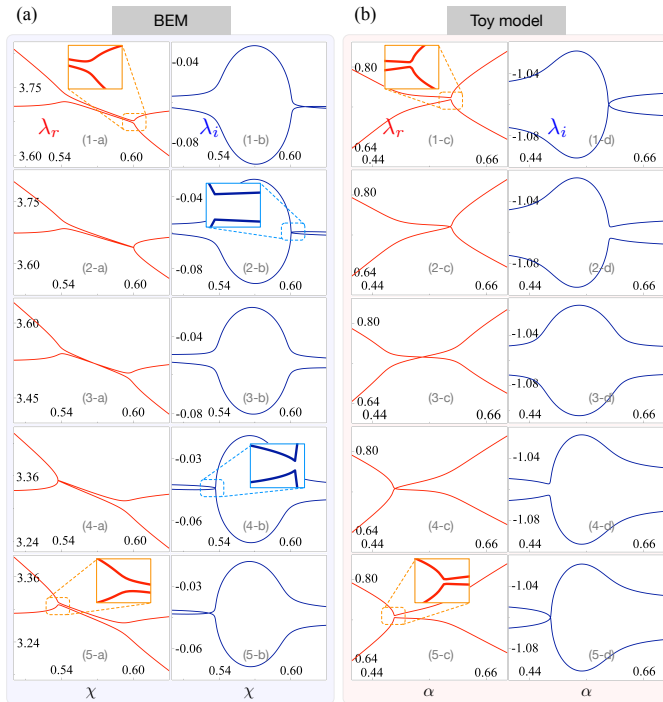 (a)
BEM
(b)
Toy model
3.75
λr
(1-a)
3.60
0.54
0.60
-0.04
λi
-0.08
(1-b)
0.54
0.60
0.80
λr
(1-c)
0.64
0.44
0.66
-1.04
λi
-1.08
(1-d)
0.44
0.66
3.75
3.60
(2-a)
0.54
0.60
-0.04
-0.08
(2-b)
0.54
0.60
0.80
0.64
(2-c)
0.44
0.66
-1.04
-1.08
(2-d)
0.44
0.66
3.60
3.45
(3-a)
0.54
0.60
-0.04
-0.08
(3-b)
0.54
0.60
0.80
0.64
(3-c)
0.44
0.66
-1.04
-1.08
(3-d)
0.44
0.66
3.36
3.24
(4-a)
0.54
0.60
-0.03
-0.06
(4-b)
0.54
0.60
0.80
0.64
(4-c)
0.44
0.66
-1.04
-1.08
(4-d)
0.44
0.66
3.36
3.24
(5-a)
0.54
0.60
-0.03
-0.06
(5-b)
0.54
0.60
0.80
0.64
(5-c)
0.44
0.66
-1.04
-1.08
(5-d)
0.44
0.66
χ
χ
α
α